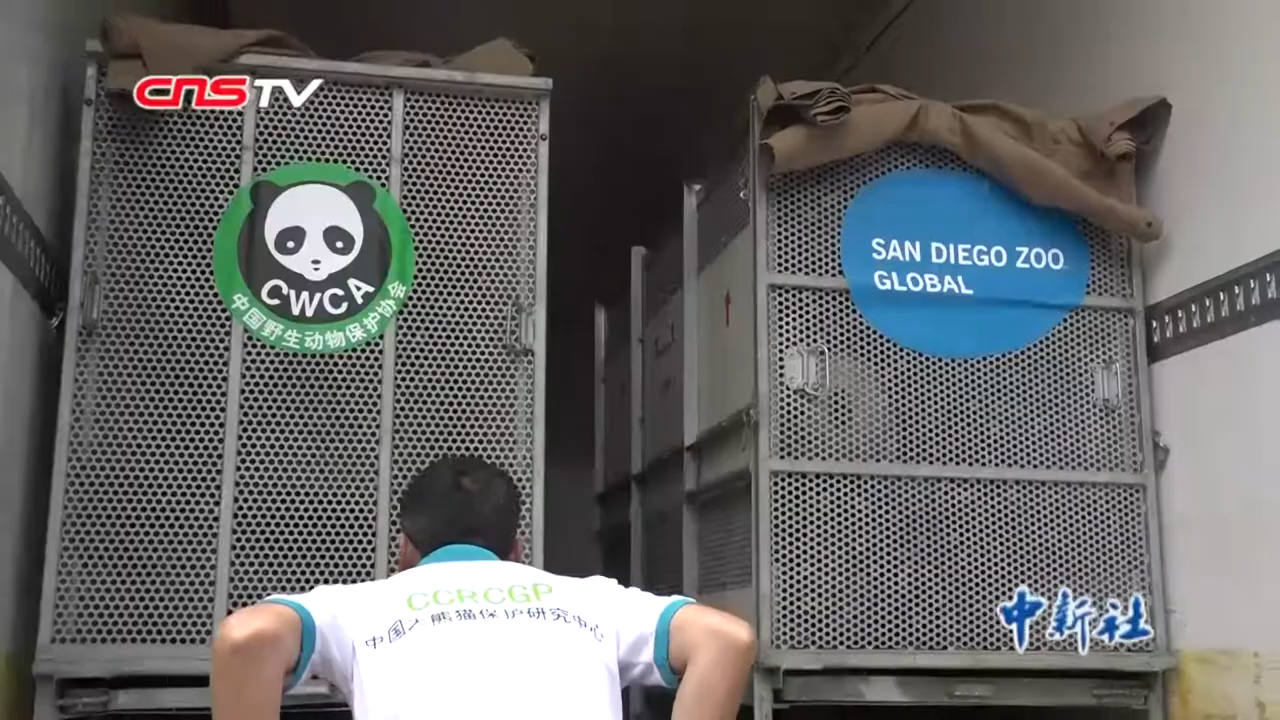 CNSTV
CWCA
中国野生动物保护协会
SAN DIEGO ZOO
GLOBAL
CCRCGP
中国大熊猫保护研究中心
中新社